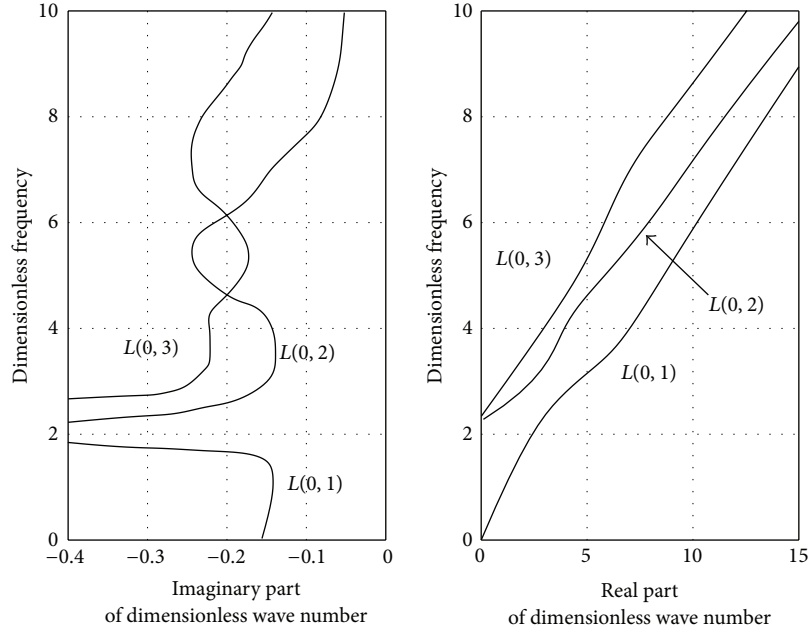 10
8
6
4
2
0
Dimensionless frequency
L(0, 3)
L(0, 2)
L(0, 1)
−0.4
−0.3
−0.2
−0.1
0
Imaginary part
of dimensionless wave number
10
8
6
4
2
0
Dimensionless frequency
L(0, 3)
L(0, 2)
L(0, 1)
0
5
10
15
Real part
of dimensionless wave number